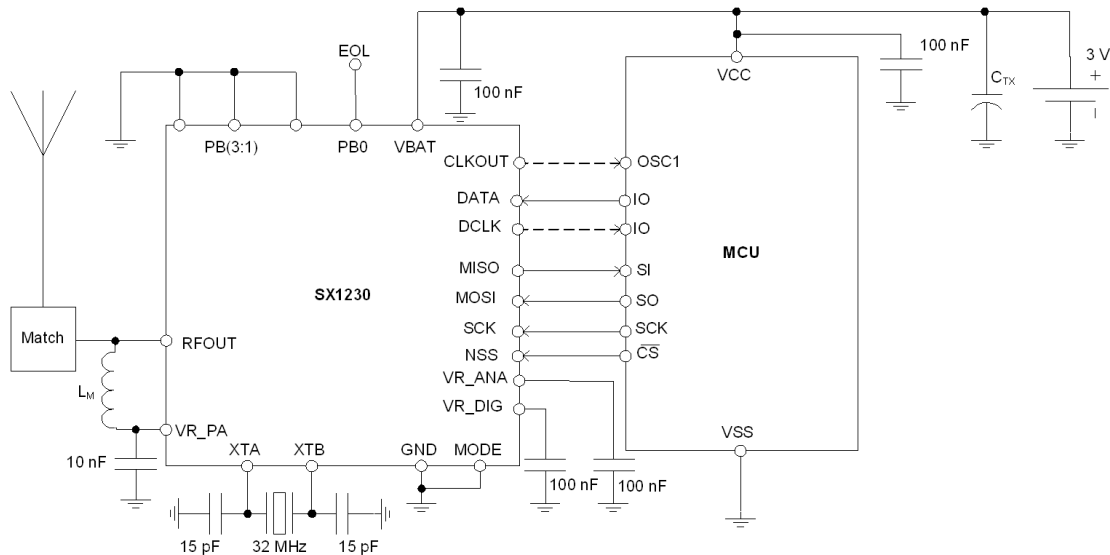 EOL
100 nF
100 nF
3 V
+
VCC
C_TX
PB(3:1)
PB0
VBAT
CLKOUT
OSC1
DATA
IO
DCLK
IO
MCU
MISO
SI
SX1230
MOSI
SO
Match
SCK
SCK
RFOUT
NSS
CS
VR_ANA
L_M
VR_DIG
VR_PA
VSS
XTA
XTB
GND
MODE
10 nF
100 nF
100 nF
15 pF
32 MHz
15 pF